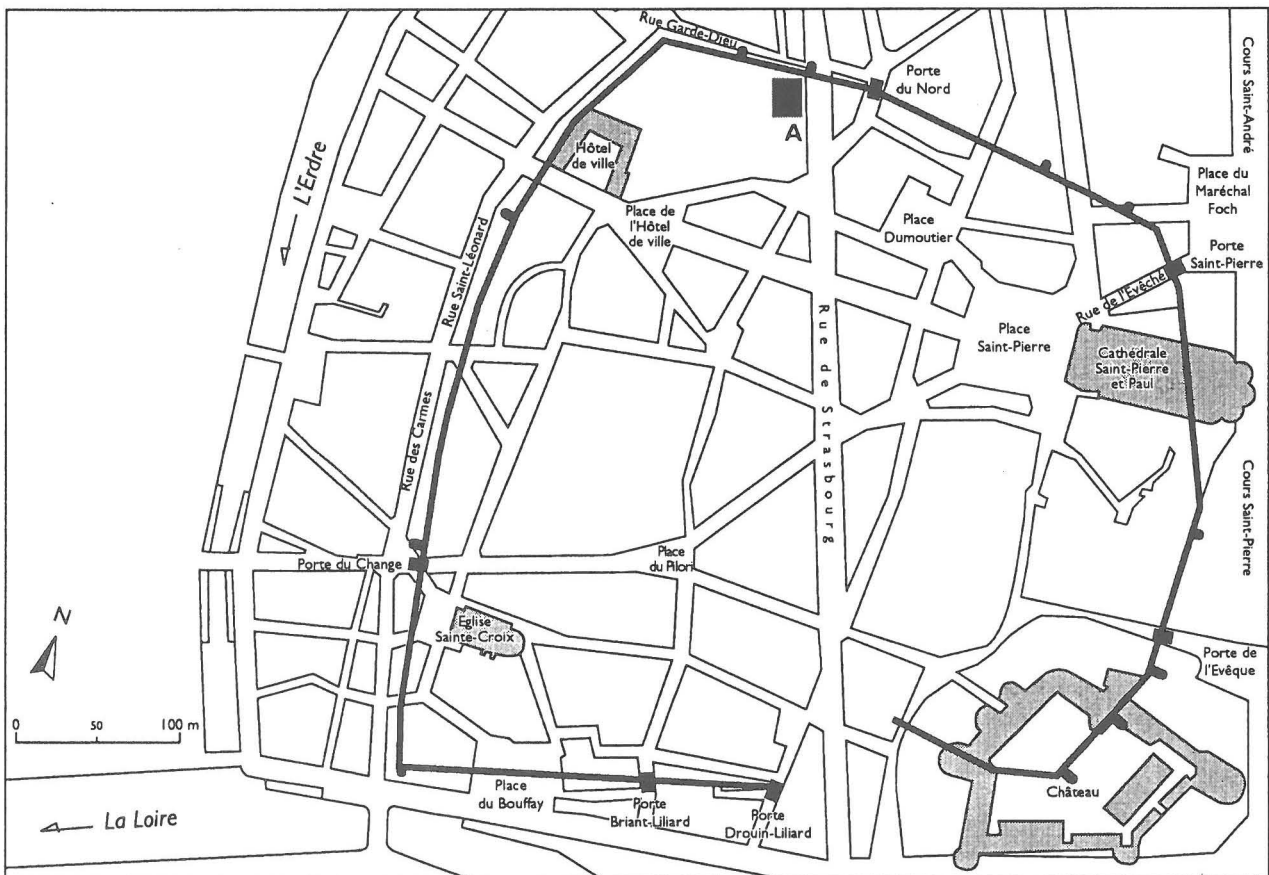 Rue Garde-Dieu
Porte
du Nord
Cours Saint-André
A
Hôtel
de ville
L'Erdre
Place du
Maréchal
Foch
Place de
l'Hôtel
de ville
Place
Dumoutier
Porte
Saint-Pierre
Rue Saint-Léonard
Rue de l'Evêché
Rue de Strasbourg
Place
Saint-Pierre
Cathédrale
Saint-Pierre
et Paul
Rue des Carmes
Cours Saint-Pierre
Porte du Change
Place
du Pilori
N
Eglise
Sainte-Croix
Porte de
l'Evêque
0 50 100 m
Place
du Bouffay
Porte
Briant-Liliard
Porte
Drouin-Liliard
Château
La Loire